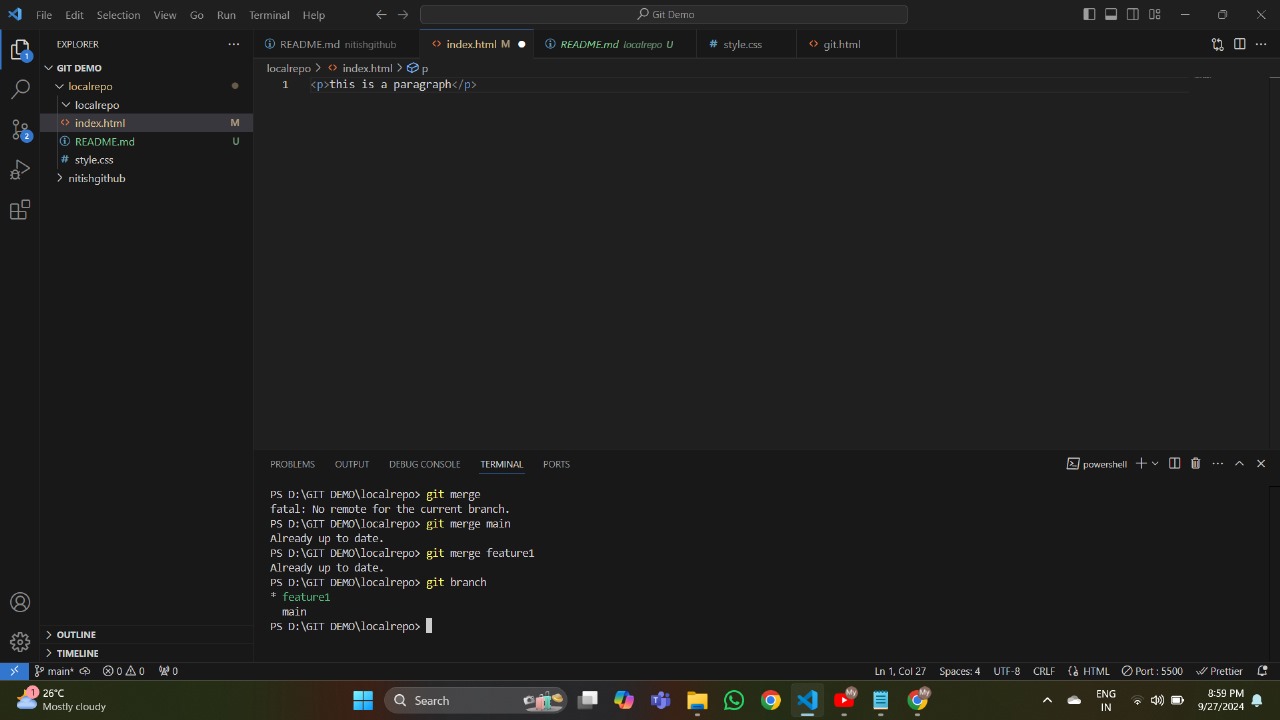 File Edit Selection View Go Run Terminal Help
Git Demo
EXPLORER
1
README.md nitishgithub
index.html M
README.md localrepo U
style.css
git.html
GIT DEMO
localrepo > index.html > p
localrepo
1 <p>this is a paragraph</p>
localrepo
index.html M
2
README.md U
style.css
nitishgithub
PROBLEMS OUTPUT DEBUG CONSOLE TERMINAL PORTS
powershell
PS D:\GIT DEMO\localrepo> git merge
fatal: No remote for the current branch.
PS D:\GIT DEMO\localrepo> git merge main
Already up to date.
PS D:\GIT DEMO\localrepo> git merge feature1
Already up to date.
PS D:\GIT DEMO\localrepo> git branch
* feature1
main
PS D:\GIT DEMO\localrepo>
OUTLINE
TIMELINE
main* 0 0 0
Ln 1, Col 27 Spaces: 4 UTF-8 CRLF HTML Port : 5500 Prettier
1
26°C
Mostly cloudy
Search
My
My
ENG
IN
8:59 PM
9/27/2024